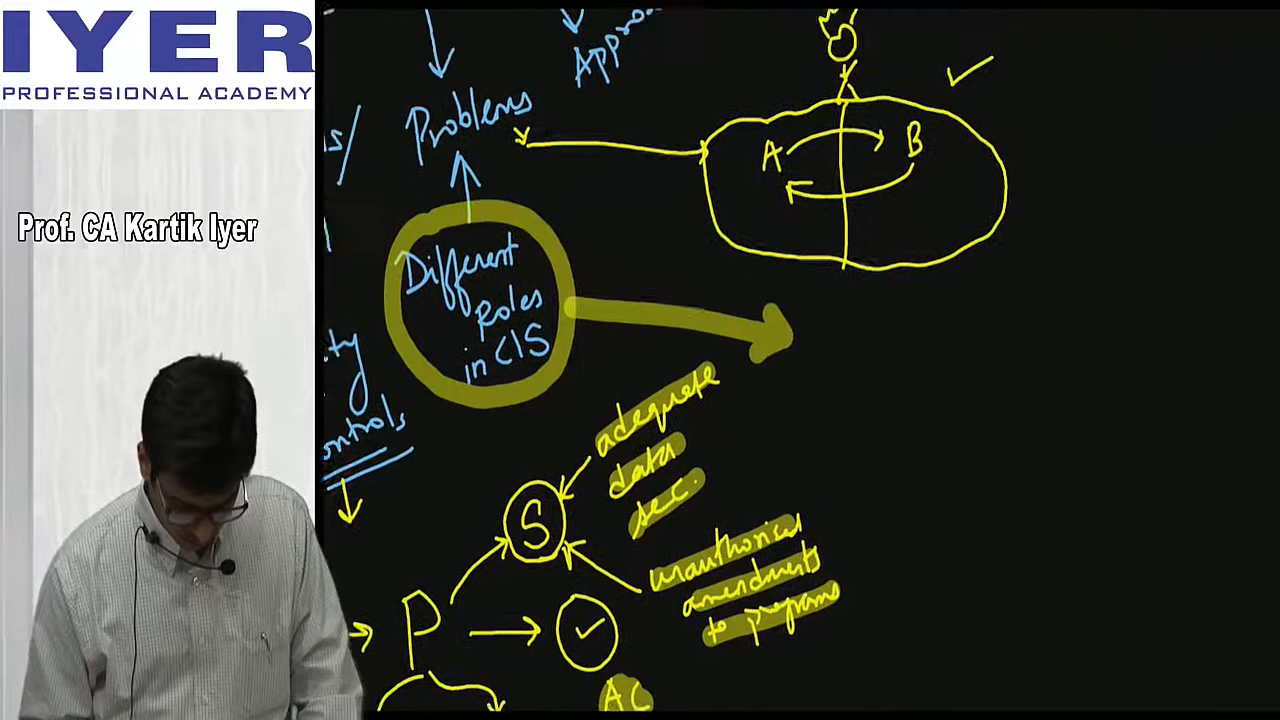 IYER
PROFESSIONAL ACADEMY
Prof. CA Kartik Iyer
Problems
A
B
Different
Roles
in CIS
ontrols
adequate
data
sec.
S
unauthorised
amendments
to programs
P
AC